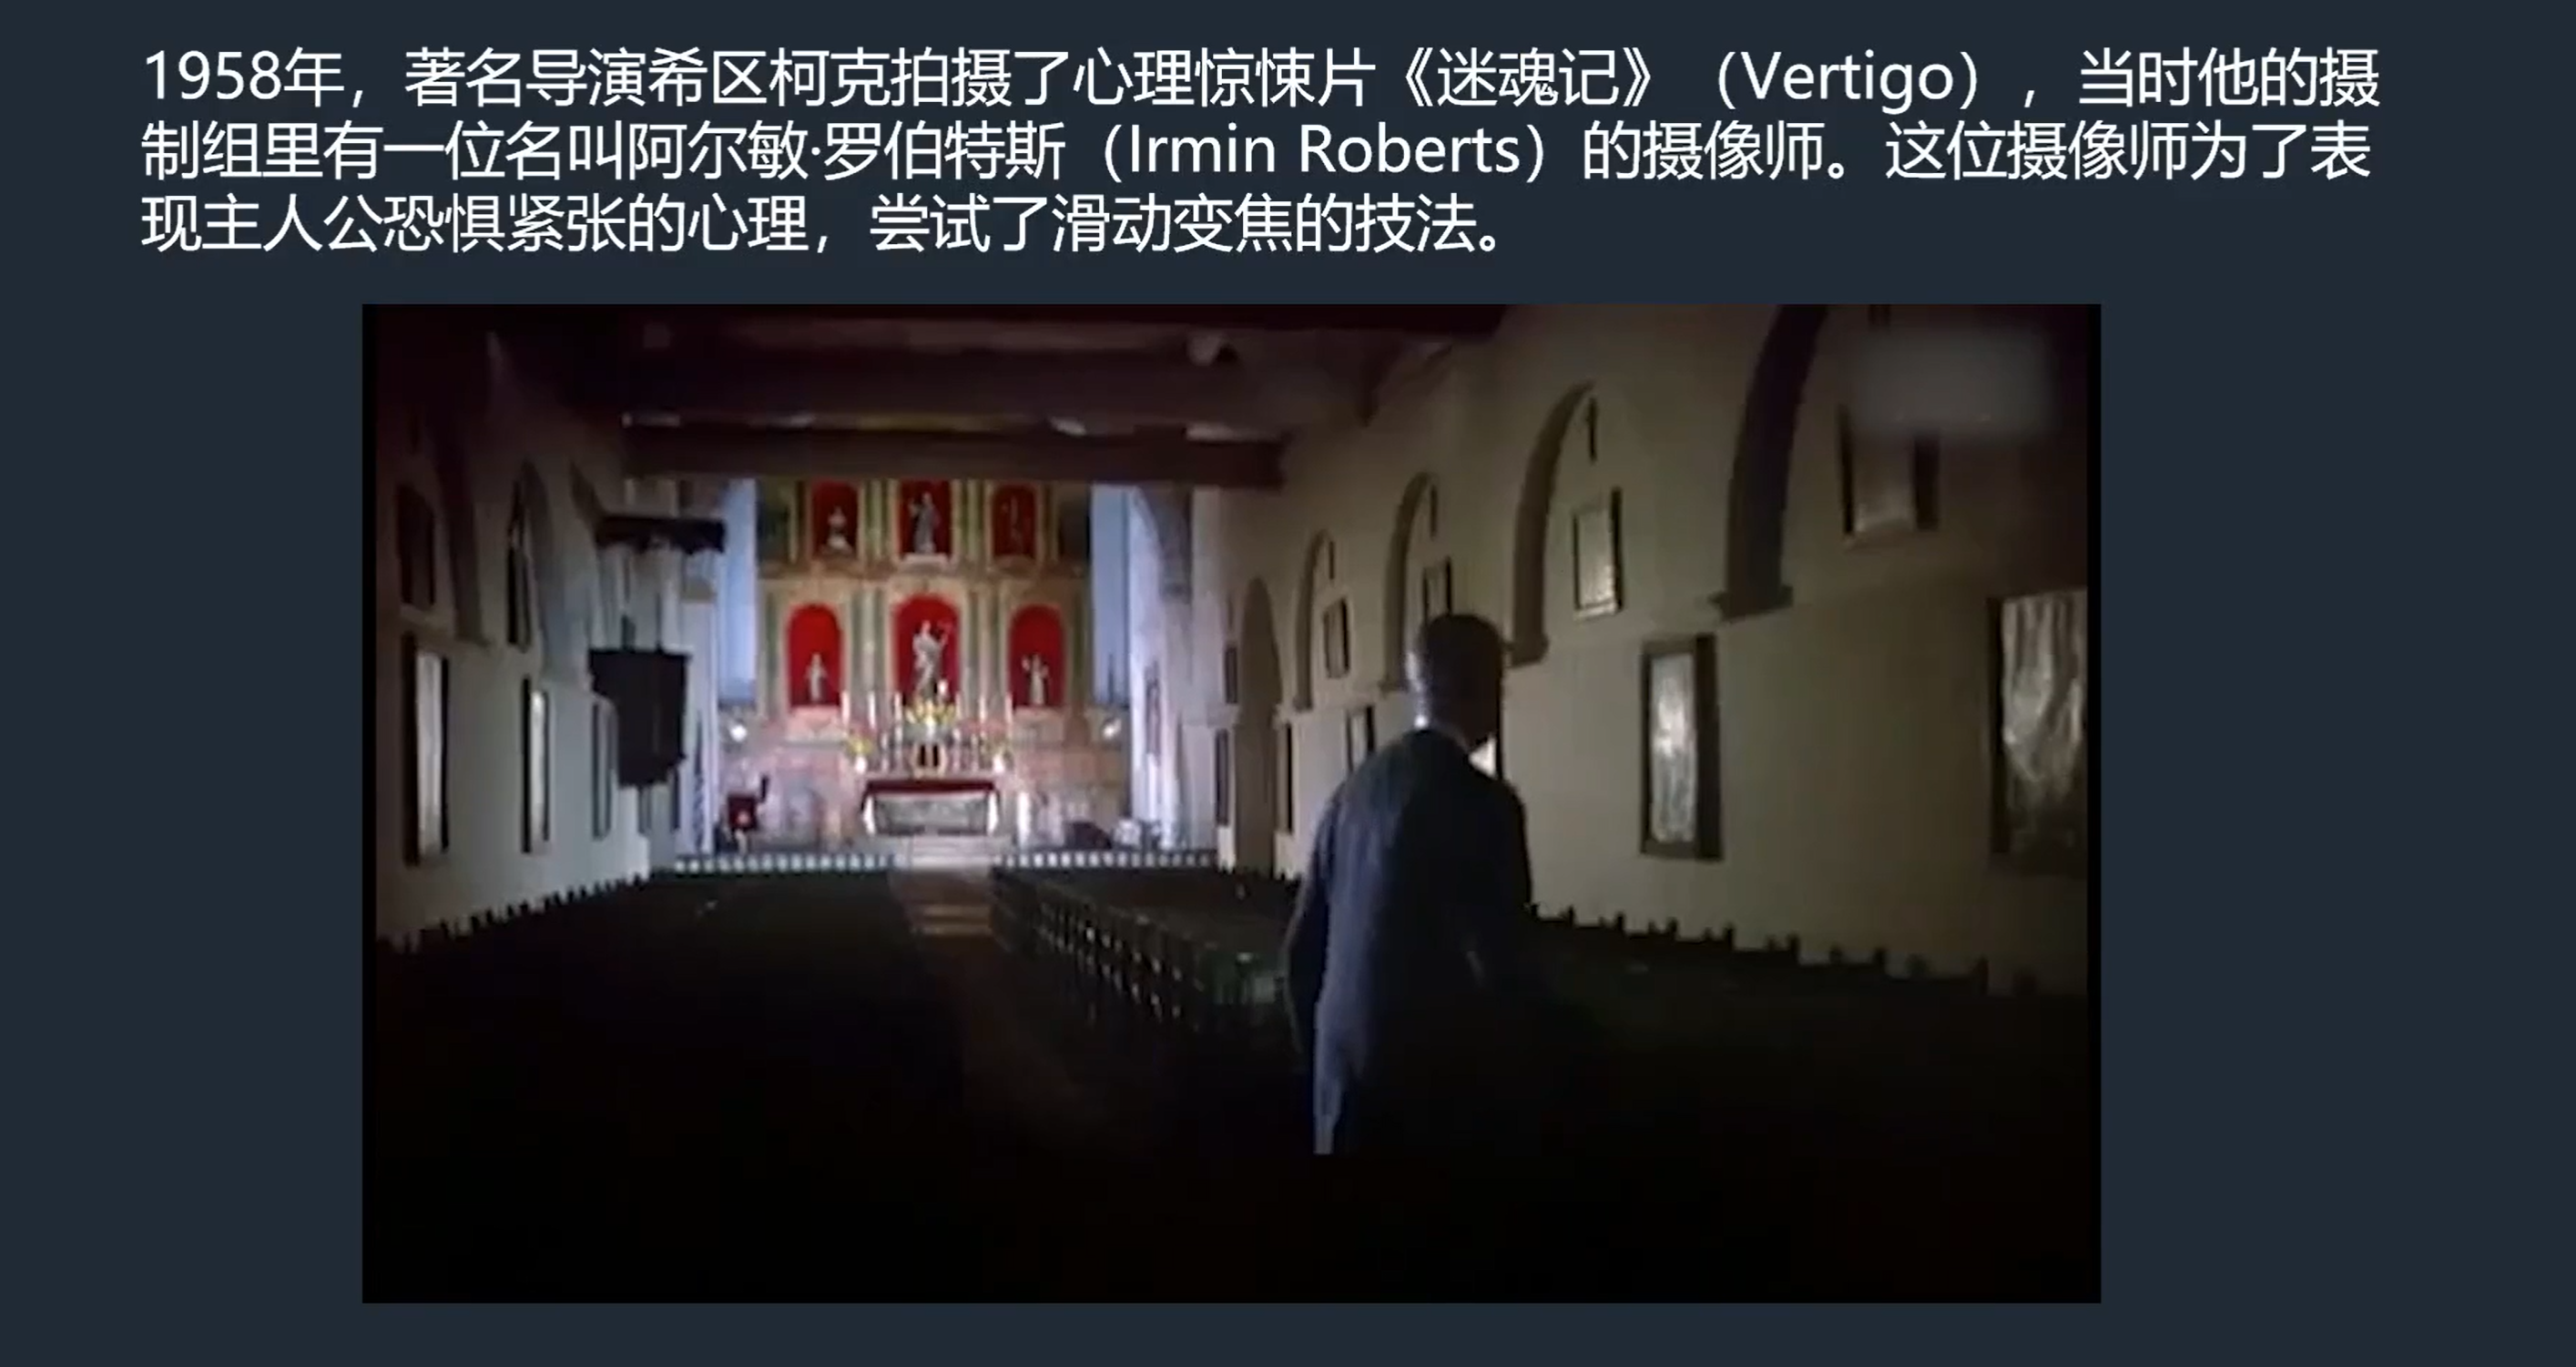 1958年，著名导演希区柯克拍摄了心理惊悚片《迷魂记》（Vertigo），当时他的摄
制组里有一位名叫阿尔敏·罗伯特斯（Irmin Roberts）的摄像师。这位摄像师为了表
现主人公恐惧紧张的心理，尝试了滑动变焦的技法。